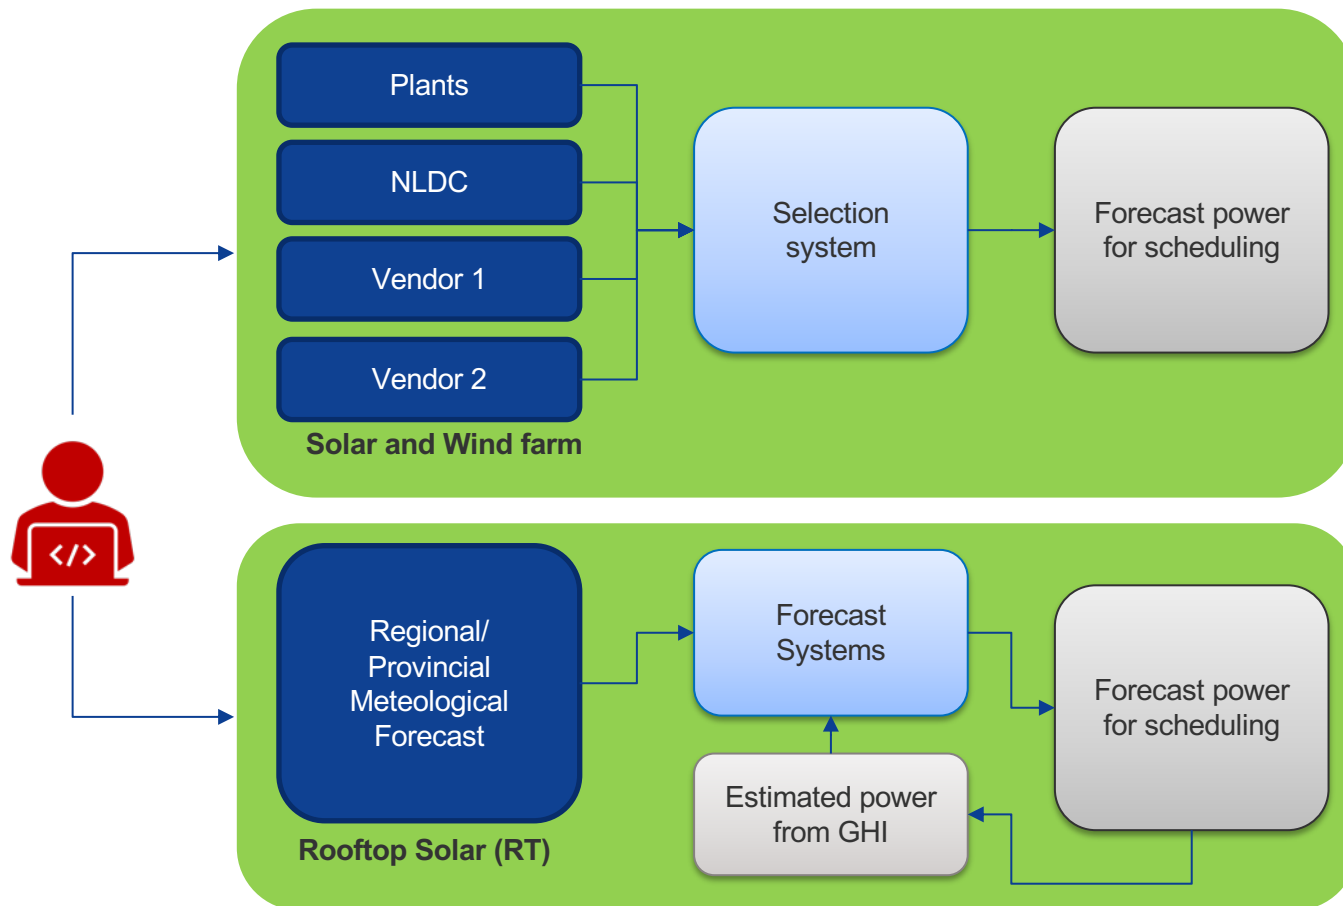 Plants
NLDC
Vendor 1
Vendor 2
Solar and Wind farm
Selection
system
Forecast power
for scheduling
</>
Regional/
Provincial
Meteological
Forecast
Rooftop Solar (RT)
Forecast
Systems
Estimated power
from GHI
Forecast power
for scheduling